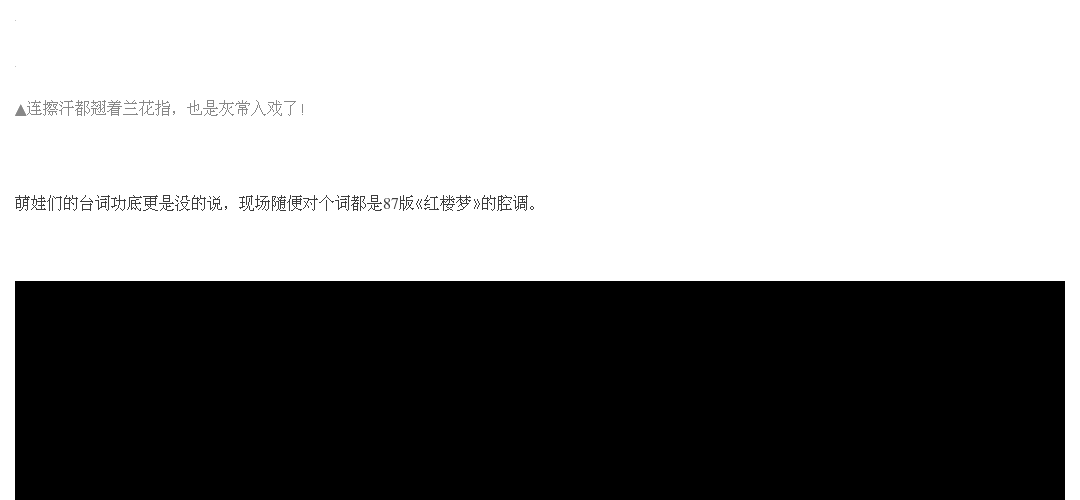 ▲连擦汗都翘着兰花指，也是灰常入戏了！
萌娃们的台词功底更是没的说，现场随便对个词都是87版《红楼梦》的腔调。